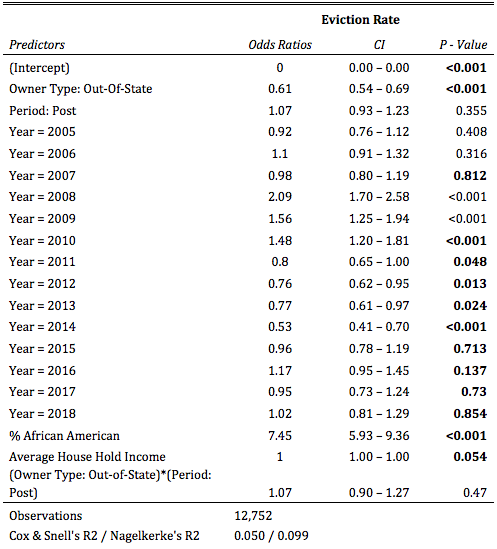 Eviction Rate
Predictors Odds Ratios CI P - Value
(Intercept) 0 0.00 – 0.00 <0.001
Owner Type: Out-Of-State 0.61 0.54 – 0.69 <0.001
Period: Post 1.07 0.93 – 1.23 0.355
Year = 2005 0.92 0.76 – 1.12 0.408
Year = 2006 1.1 0.91 – 1.32 0.316
Year = 2007 0.98 0.80 – 1.19 0.812
Year = 2008 2.09 1.70 – 2.58 <0.001
Year = 2009 1.56 1.25 – 1.94 <0.001
Year = 2010 1.48 1.20 – 1.81 <0.001
Year = 2011 0.8 0.65 – 1.00 0.048
Year = 2012 0.76 0.62 – 0.95 0.013
Year = 2013 0.77 0.61 – 0.97 0.024
Year = 2014 0.53 0.41 – 0.70 <0.001
Year = 2015 0.96 0.78 – 1.19 0.713
Year = 2016 1.17 0.95 – 1.45 0.137
Year = 2017 0.95 0.73 – 1.24 0.73
Year = 2018 1.02 0.81 – 1.29 0.854
% African American 7.45 5.93 – 9.36 <0.001
Average House Hold Income 1 1.00 – 1.00 0.054
(Owner Type: Out-of-State)*(Period:
Post) 1.07 0.90 – 1.27 0.47
Observations 12,752
Cox & Snell's R2 / Nagelkerke's R2 0.050 / 0.099